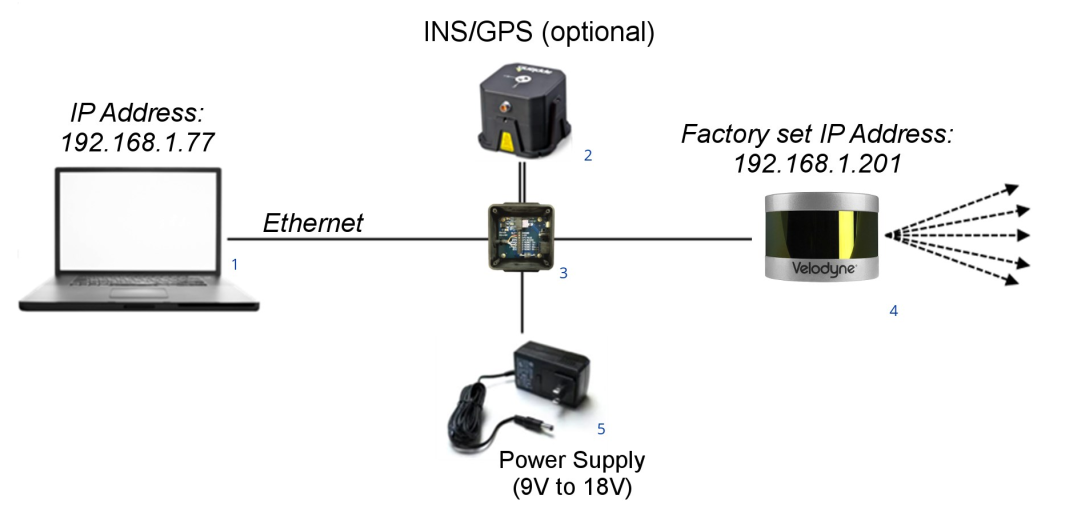 INS/GPS (optional)
IP Address:
192.168.1.77
2
Factory set IP Address:
192.168.1.201
Ethernet
1
3
Velodyne
4
5
Power Supply
(9V to 18V)